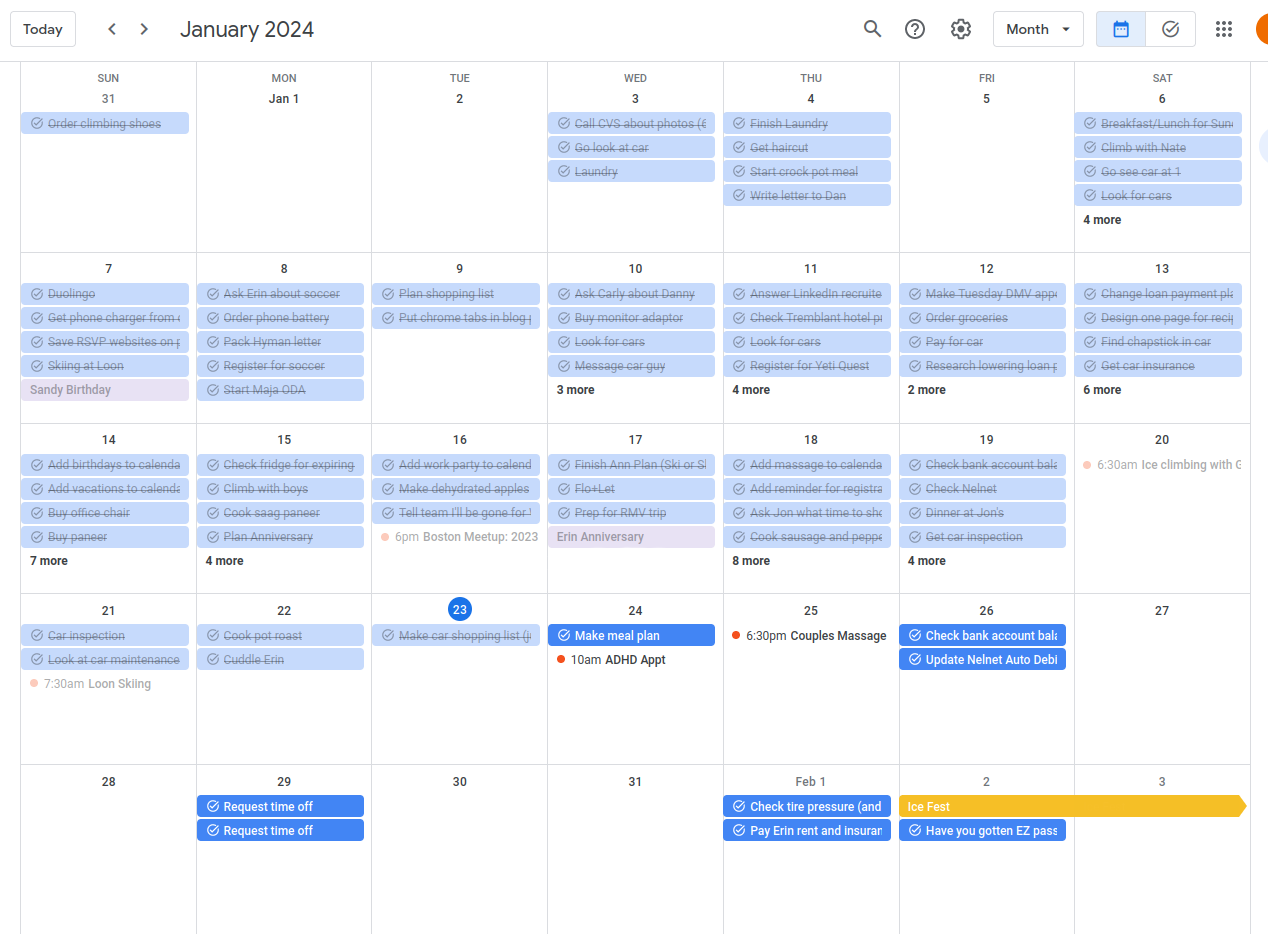 Today
January 2024
Month
SUN MON TUE WED THU FRI SAT
31 Jan 1 2 3 4 5 6
Order climbing shoes
Call CVS about photos
Go look at car
Laundry
Finish Laundry
Get haircut
Start crock pot meal
Write letter to Dan
Breakfast/Lunch for Sun
Climb with Nate
Go see car at 1
Look for cars
4 more
7 8 9 10 11 12 13
Duolingo
Get phone charger from
Save RSVP websites on
Skiing at Loon
Sandy Birthday
Ask Erin about soccer
Order phone battery
Pack Hyman letter
Register for soccer
Start Maja ODA
Plan shopping list
Put chrome tabs in blog
Ask Carly about Danny
Buy monitor adaptor
Look for cars
Message car guy
3 more
Answer LinkedIn recruite
Check Tremblant hotel
Look for cars
Register for Yeti Quest
4 more
Make Tuesday DMV app
Order groceries
Pay for car
Research lowering loan
2 more
Change loan payment pl
Design one page for reci
Find chapstick in car
Get car insurance
6 more
14 15 16 17 18 19 20
Add birthdays to calenda
Add vacations to calend
Buy office chair
Buy paneer
7 more
Check fridge for expiring
Climb with boys
Cook saag paneer
Plan Anniversary
4 more
Add work party to calend
Make dehydrated apples
Tell team I'll be gone for
6pm Boston Meetup: 2023
Finish Ann Plan (Ski or S
Flo+Let
Prep for RMV trip
Erin Anniversary
Add massage to calenda
Add reminder for registra
Ask Jon what time to sh
Cook sausage and peppe
8 more
Check bank account bal
Check Nelnet
Dinner at Jon's
Get car inspection
4 more
6:30am Ice climbing with G
21 22 23 24 25 26 27
Car inspection
Look at car maintenance
7:30am Loon Skiing
Cook pot roast
Cuddle Erin
Make car shopping list
Make meal plan
10am ADHD Appt
6:30pm Couples Massage
Check bank account bala
Update Nelnet Auto Debi
28 29 30 31 Feb 1 2 3
Request time off
Request time off
Check tire pressure (and
Pay Erin rent and insuran
Ice Fest
Have you gotten EZ pass